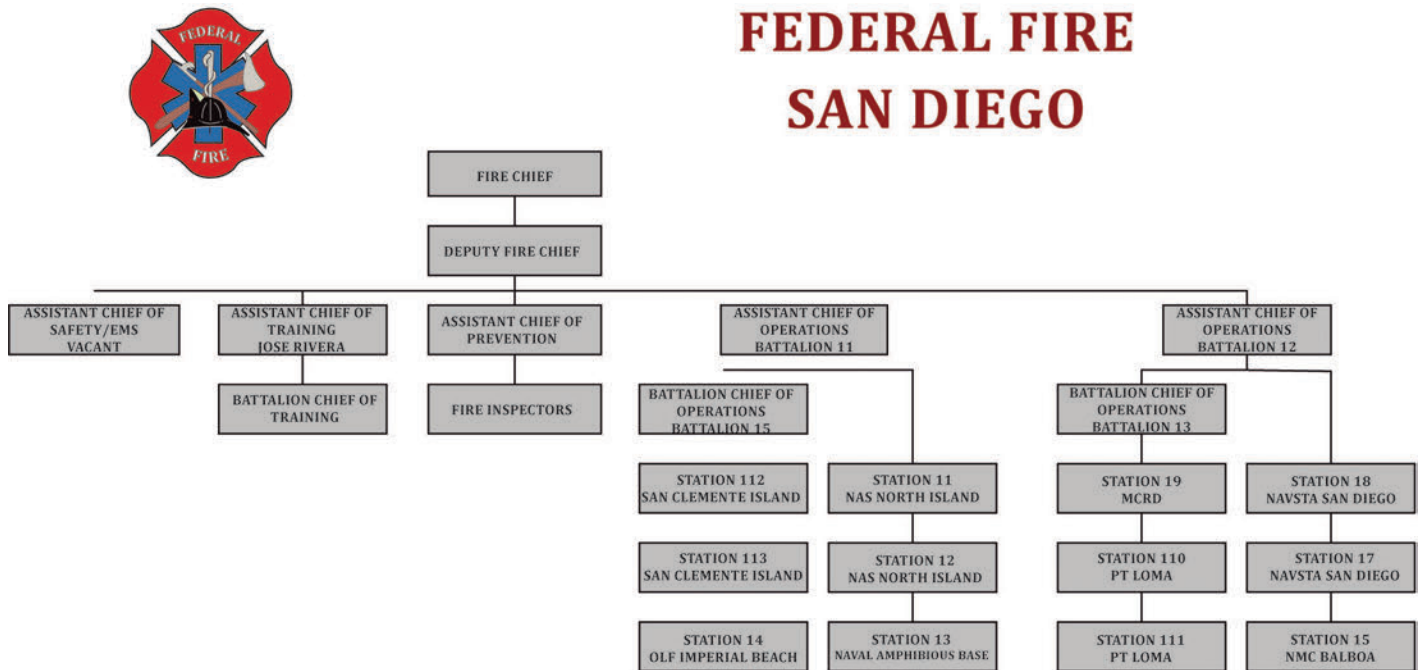 FEDERAL
FIRE
FEDERAL FIRE
SAN DIEGO
FIRE CHIEF
DEPUTY FIRE CHIEF
ASSISTANT CHIEF OF
SAFETY/EMS
VACANT
ASSISTANT CHIEF OF
TRAINING
JOSE RIVERA
ASSISTANT CHIEF OF
PREVENTION
ASSISTANT CHIEF OF
OPERATIONS
BATTALION 11
ASSISTANT CHIEF OF
OPERATIONS
BATTALION 12
BATTALION CHIEF OF
TRAINING
FIRE INSPECTORS
BATTALION CHIEF OF
OPERATIONS
BATTALION 15
BATTALION CHIEF OF
OPERATIONS
BATTALION 13
STATION 112
SAN CLEMENTE ISLAND
STATION 11
NAS NORTH ISLAND
STATION 19
MCRD
STATION 18
NAVSTA SAN DIEGO
STATION 113
SAN CLEMENTE ISLAND
STATION 12
NAS NORTH ISLAND
STATION 110
PT LOMA
STATION 17
NAVSTA SAN DIEGO
STATION 14
OLF IMPERIAL BEACH
STATION 13
NAVAL AMPHIBIOUS BASE
STATION 111
PT LOMA
STATION 15
NMC BALBOA